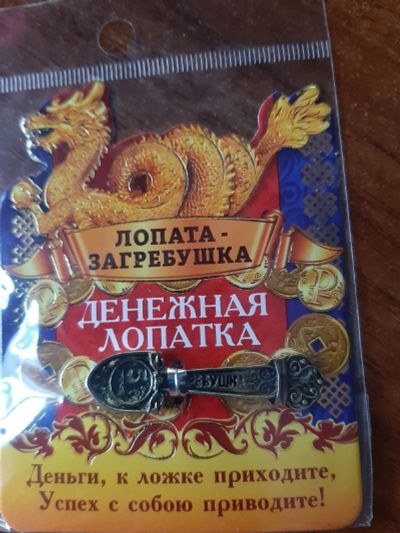 ЛОПАТА -
ЗАГРЕБУШКА
ДЕНЕЖНАЯ
ЛОПАТКА
Деньги, к ложке приходите,
Успех с собою приводите!